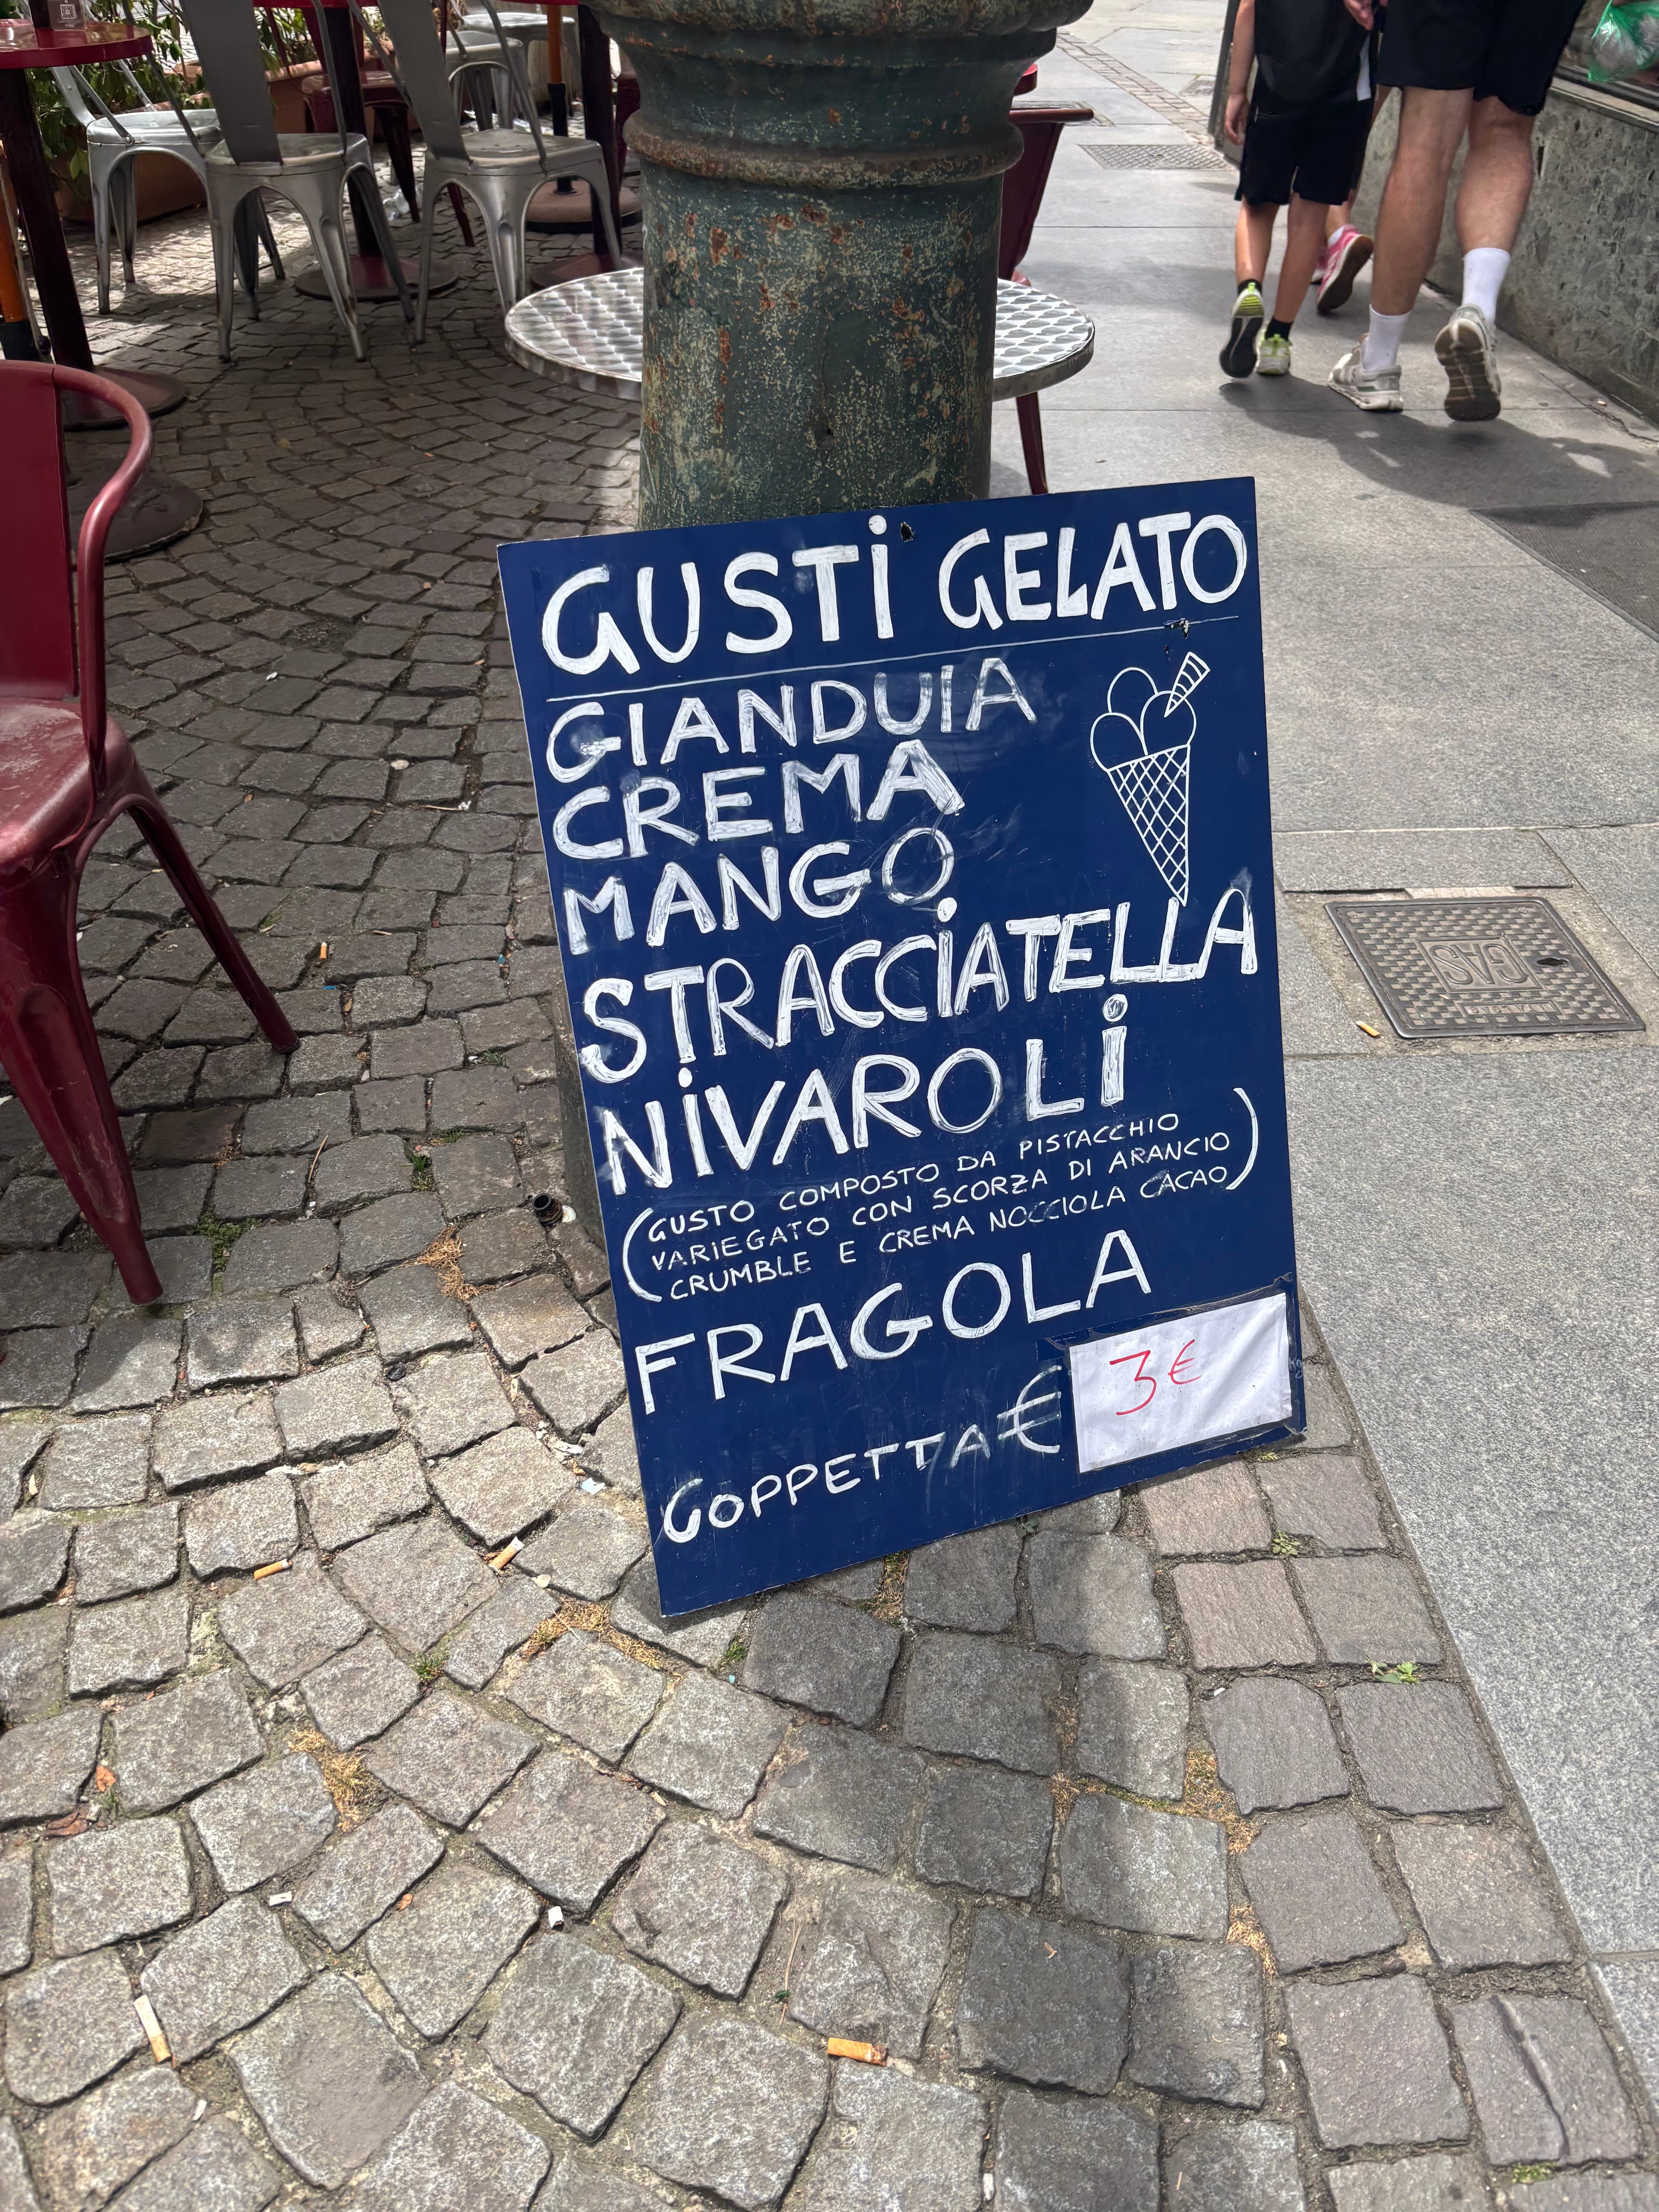 GUSTI GELATO
GIANDUIA
CREMA
MANGO
STRACCIATELLA
NIVAROLI
(GUSTO COMPOSTO DA PISTACCHIO
VARIEGATO CON SCORZA DI ARANCIO
CRUMBLE E CREMA NOCCIOLA CACAO)
FRAGOLA
COPPETTA € 3€
GAS